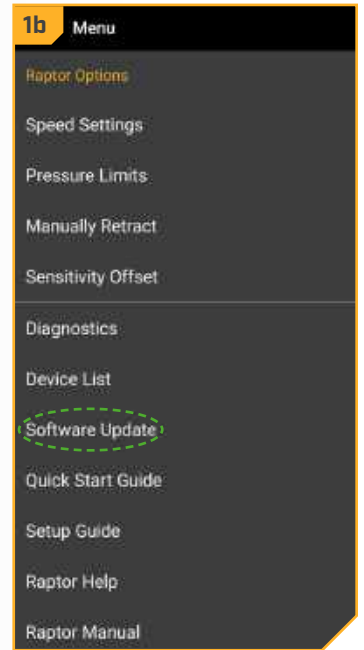 1b
Menu
Raptor Options
Speed Settings
Pressure Limits
Manually Retract
Sensitivity Offset
Diagnostics
Device List
Software Update
Quick Start Guide
Setup Guide
Raptor Help
Raptor Manual